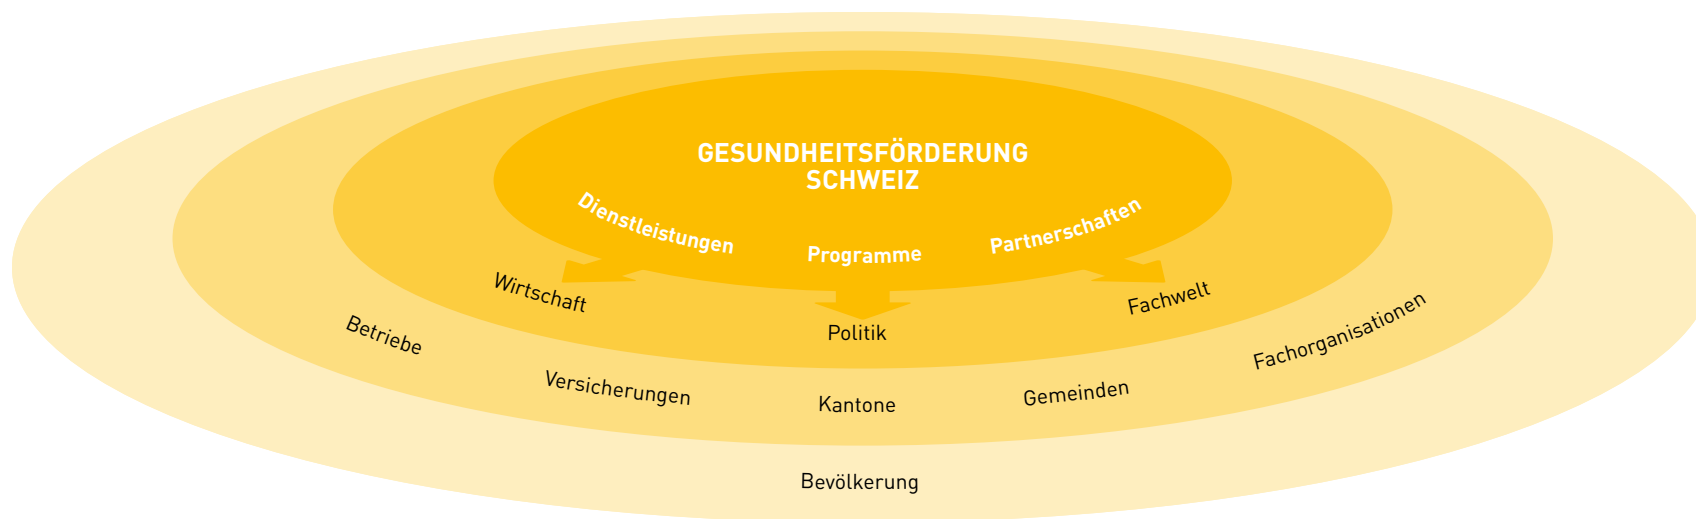 GESUNDHEITSFÖRDERUNG
SCHWEIZ
Dienstleistungen
Programme
Partnerschaften
Wirtschaft
Politik
Fachwelt
Betriebe
Versicherungen
Kantone
Gemeinden
Fachorganisationen
Bevölkerung